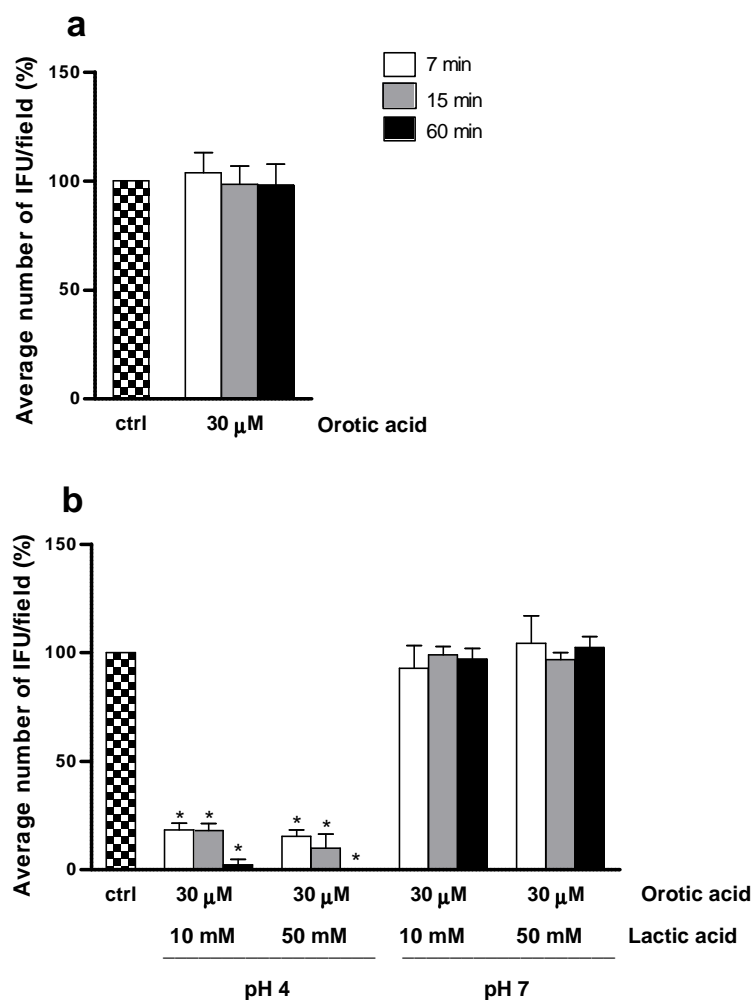 a
Average number of IFU/field (%)
150
100
50
0
7 min
15 min
60 min
ctrl 30 μM Orotic acid
b
Average number of IFU/field (%)
150
100
50
0
* * * * * *
ctrl 30 μM 30 μM 30 μM 30 μM Orotic acid
10 mM 50 mM 10 mM 50 mM Lactic acid
pH 4 pH 7